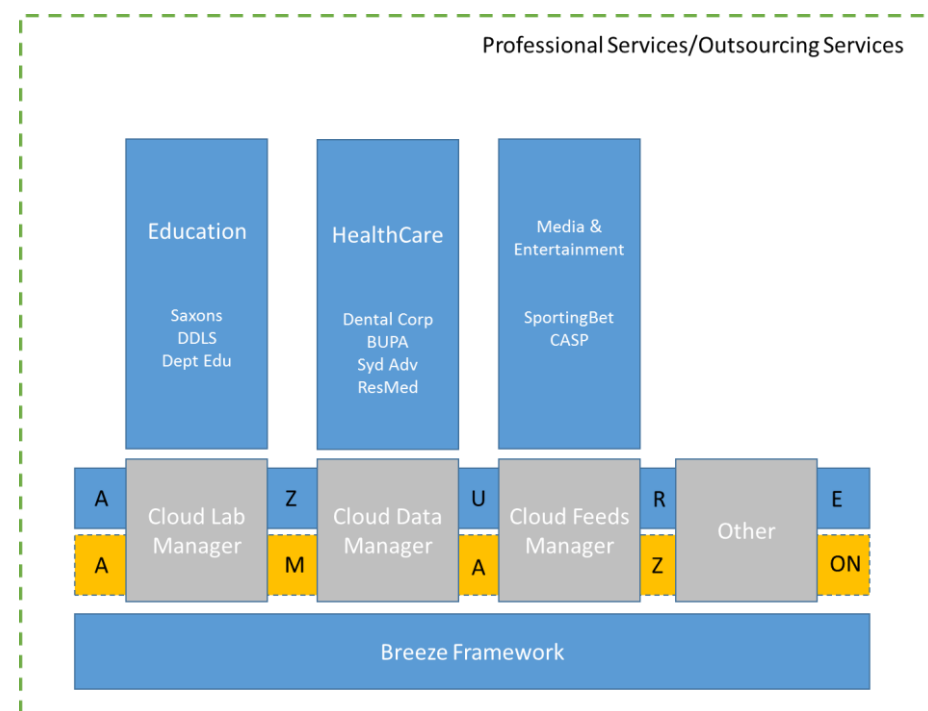 Professional Services/Outsourcing Services
Education
Saxons
DDLS
Dept Edu
HealthCare
Dental Corp
BUPA
Syd Adv
ResMed
Media &
Entertainment
SportingBet
CASP
A Z U R E
Cloud Lab
Manager
Cloud Data
Manager
Cloud Feeds
Manager
Other
A M A Z ON
Breeze Framework